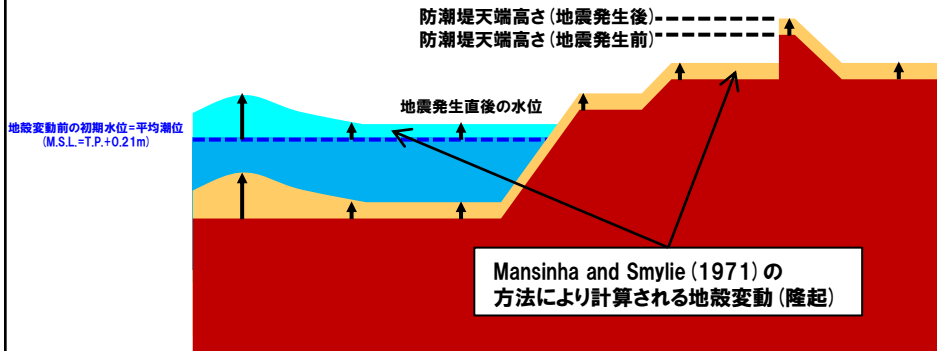 防潮堤天端高さ(地震発生後)
防潮堤天端高さ(地震発生前)
地震発生直後の水位
地殻変動前の初期水位=平均潮位
(M.S.L.=T.P.+0.21m)
Mansinha and Smylie(1971)の
方法により計算される地殻変動(隆起)